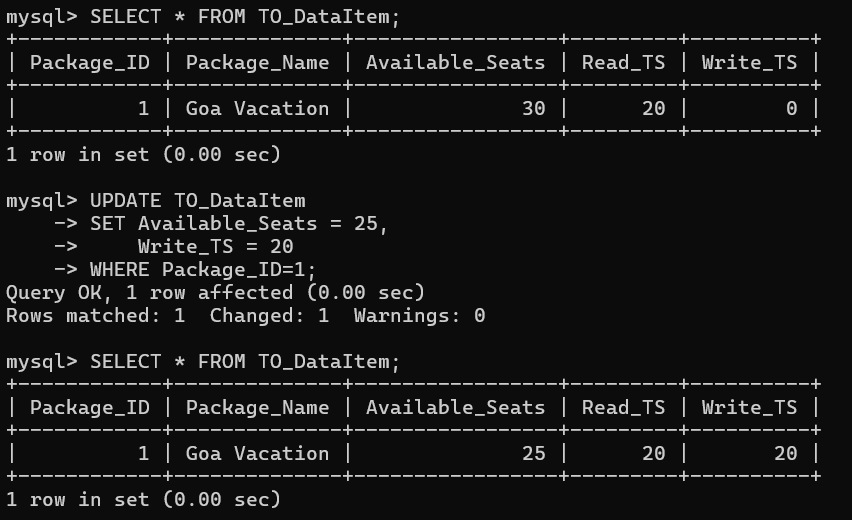 mysql> SELECT * FROM TO_DataItem;
+------------+--------------+-----------------+---------+----------+
| Package_ID | Package_Name | Available_Seats | Read_TS | Write_TS |
+------------+--------------+-----------------+---------+----------+
|          1 | Goa Vacation |              30 |      20 |        0 |
+------------+--------------+-----------------+---------+----------+
1 row in set (0.00 sec)

mysql> UPDATE TO_DataItem
    -> SET Available_Seats = 25,
    ->     Write_TS = 20
    -> WHERE Package_ID=1;
Query OK, 1 row affected (0.00 sec)
Rows matched: 1  Changed: 1  Warnings: 0

mysql> SELECT * FROM TO_DataItem;
+------------+--------------+-----------------+---------+----------+
| Package_ID | Package_Name | Available_Seats | Read_TS | Write_TS |
+------------+--------------+-----------------+---------+----------+
|          1 | Goa Vacation |              25 |      20 |       20 |
+------------+--------------+-----------------+---------+----------+
1 row in set (0.00 sec)